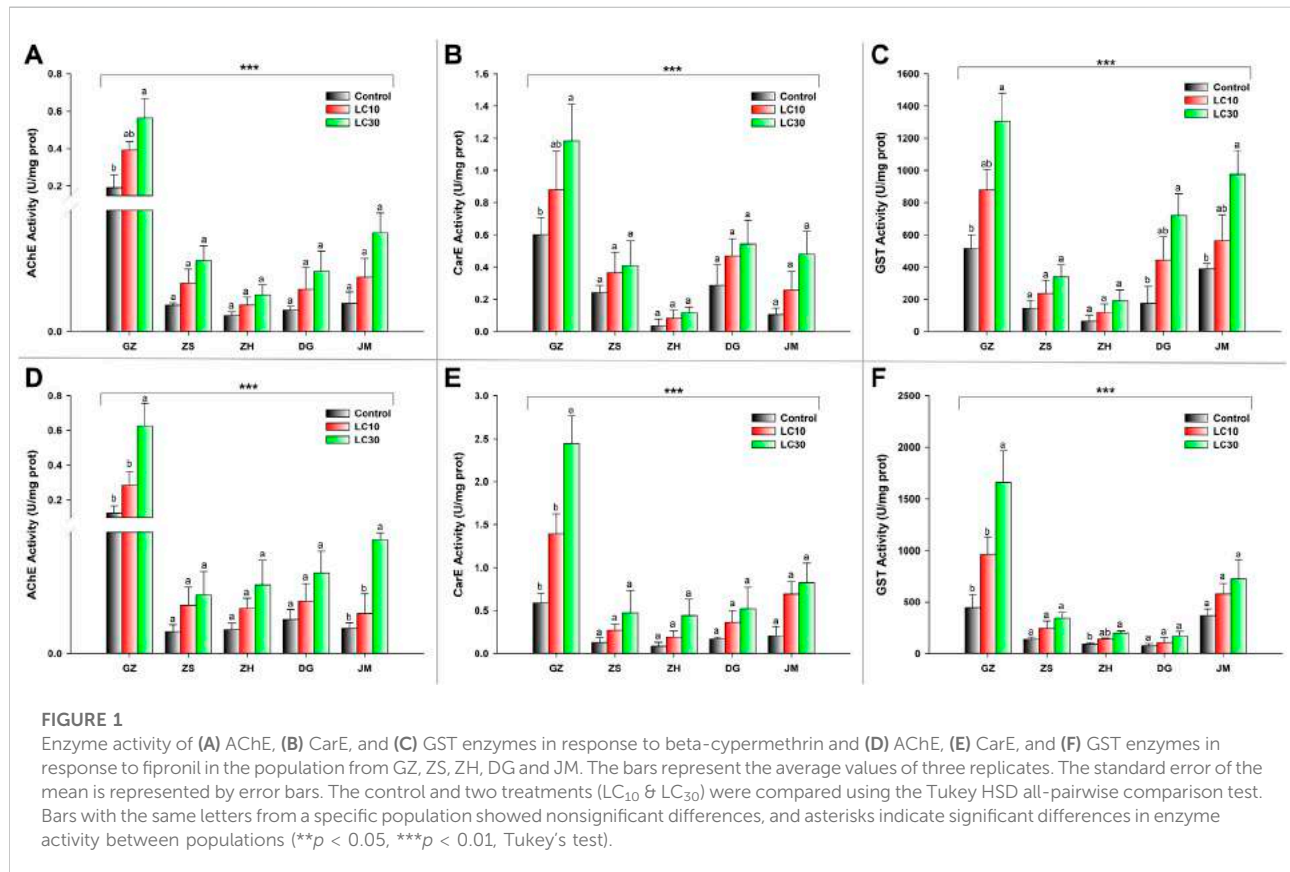 A
***
0.8
0.6
0.4
0.2
0.0
AChE Activity (U/mg prot)
Control
LC10
LC30
b
ab
a
a
a
a
a
a
a
a
a
a
a
a
a
GZ
ZS
ZH
DG
JM
B
***
1.6
1.4
1.2
1.0
0.8
0.6
0.4
0.2
0.0
CarE Activity (U/mg prot)
Control
LC10
LC30
b
ab
a
a
a
a
a
a
a
a
a
a
a
a
a
GZ
ZS
ZH
DG
JM
C
***
1600
1400
1200
1000
800
600
400
200
0
GST Activity (U/mg prot)
Control
LC10
LC30
b
ab
a
a
a
a
a
a
a
b
ab
a
b
ab
a
GZ
ZS
ZH
DG
JM
D
***
0.8
0.6
0.4
0.2
0.0
AChE Activity (U/mg prot)
Control
LC10
LC30
b
b
a
a
a
a
a
a
a
a
a
a
b
b
a
GZ
ZS
ZH
DG
JM
E
***
3.0
2.5
2.0
1.5
1.0
0.5
0.0
CarE Activity (U/mg prot)
Control
LC10
LC30
b
b
a
a
a
a
a
a
a
a
a
a
a
a
a
GZ
ZS
ZH
DG
JM
F
***
2500
2000
1500
1000
500
0
GST Activity (U/mg prot)
Control
LC10
LC30
b
b
a
a
a
a
b
ab
a
a
a
a
a
a
a
GZ
ZS
ZH
DG
JM
FIGURE 1
Enzyme activity of (A) AChE, (B) CarE, and (C) GST enzymes in response to beta-cypermethrin and (D) AChE, (E) CarE, and (F) GST enzymes in
response to fipronil in the population from GZ, ZS, ZH, DG and JM. The bars represent the average values of three replicates. The standard error of the
mean is represented by error bars. The control and two treatments (LC10 & LC30) were compared using the Tukey HSD all-pairwise comparison test.
Bars with the same letters from a specific population showed nonsignificant differences, and asterisks indicate significant differences in enzyme
activity between populations (**p < 0.05, ***p < 0.01, Tukey's test).